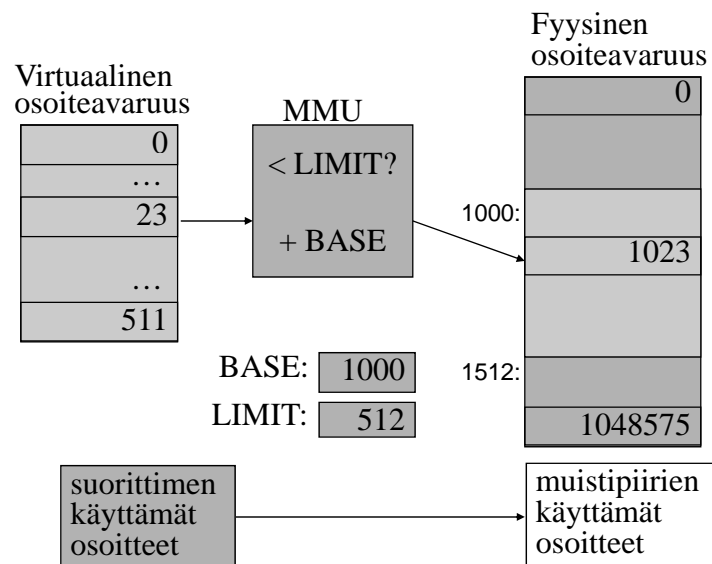 Virtuaalinen
osoiteavaruus
0
…
23
…
511
MMU
< LIMIT?
+ BASE
BASE: 1000
LIMIT: 512
Fyysinen
osoiteavaruus
0
1000:
1023
1512:
1048575
suorittimen
käyttämät
osoitteet
muistipiirien
käyttämät
osoitteet